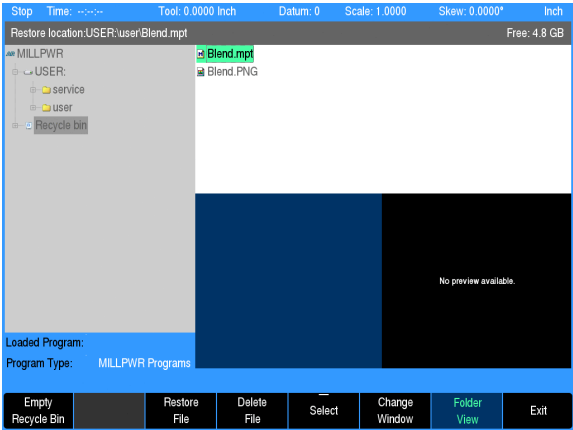 Stop Time: --:--:-- Tool: 0.0000 Inch Datum: 0 Scale: 1.0000 Skew: 0.0000° Inch
Restore location:USER:\user\Blend.mpt Free: 4.8 GB
MILLPWR
USER:
service
user
Recycle bin
Blend.mpt
Blend.PNG
No preview available.
Loaded Program:
Program Type: MILLPWR Programs
Empty Recycle Bin
Restore File
Delete File
Select
Change Window
Folder View
Exit